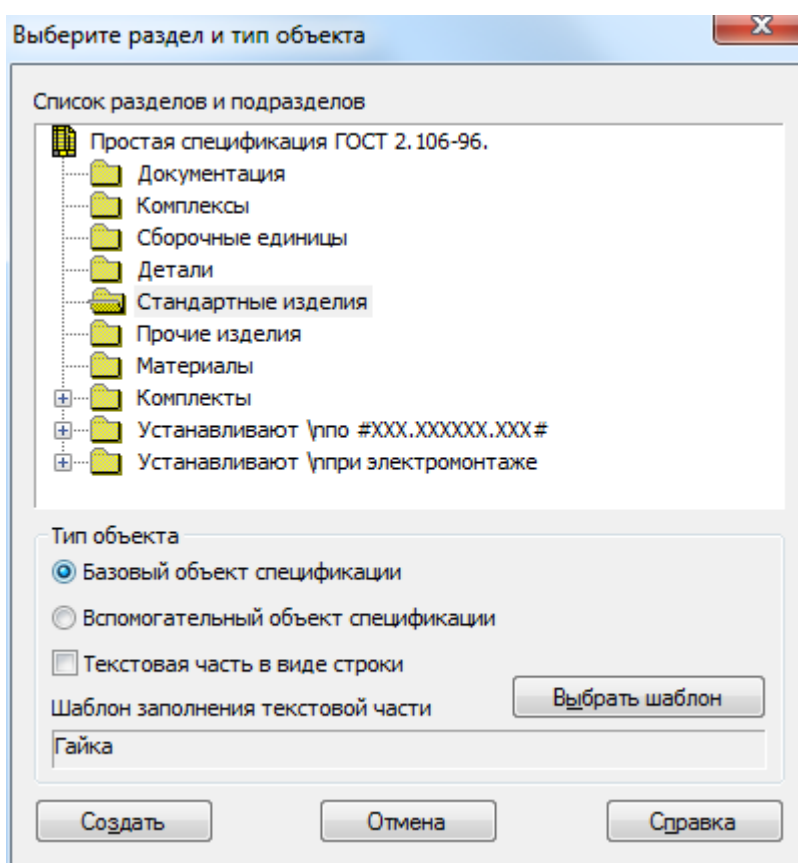 Выберите раздел и тип объекта
Список разделов и подразделов
Простая спецификация ГОСТ 2.106-96.
Документация
Комплексы
Сборочные единицы
Детали
Стандартные изделия
Прочие изделия
Материалы
Комплекты
Устанавливают \nпо #XXX.XXXXXX.XXX#
Устанавливают \nпри электромонтаже
Тип объекта
Базовый объект спецификации
Вспомогательный объект спецификации
Текстовая часть в виде строки
Шаблон заполнения текстовой части
Выбрать шаблон
Гайка
Создать
Отмена
Справка